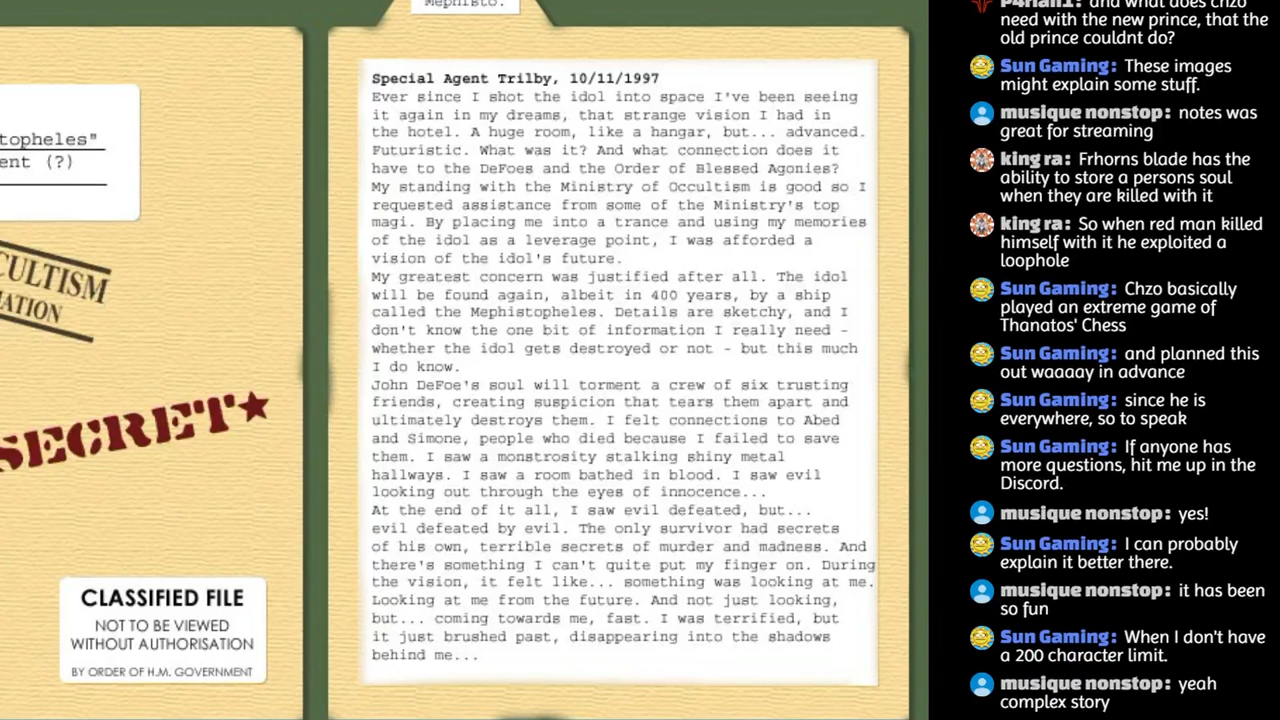 Mephisto.
topheles"
ent (?)
CULTISM
ATION
SECRET
CLASSIFIED FILE
NOT TO BE VIEWED
WITHOUT AUTHORISATION
BY ORDER OF H.M. GOVERNMENT
Special Agent Trilby, 10/11/1997
Ever since I shot the idol into space I've been seeing
it again in my dreams, that strange vision I had in
the hotel. A huge room, like a hangar, but... advanced.
Futuristic. What was it? And what connection does it
have to the DeFoes and the Order of Blessed Agonies?
My standing with the Ministry of Occultism is good so I
requested assistance from some of the Ministry's top
magi. By placing me into a trance and using my memories
of the idol as a leverage point, I was afforded a
vision of the idol's future.
My greatest concern was justified after all. The idol
will be found again, albeit in 400 years, by a ship
called the Mephistopheles. Details are sketchy, and I
don't know the one bit of information I really need -
whether the idol gets destroyed or not - but this much
I do know.
John DeFoe's soul will torment a crew of six trusting
friends, creating suspicion that tears them apart and
ultimately destroys them. I felt connections to Abed
and Simone, people who died because I failed to save
them. I saw a monstrosity stalking shiny metal
hallways. I saw a room bathed in blood. I saw evil
looking out through the eyes of innocence...
At the end of it all, I saw evil defeated, but...
evil defeated by evil. The only survivor had secrets
of his own, terrible secrets of murder and madness. And
there's something I can't quite put my finger on. During
the vision, it felt like... something was looking at me.
Looking at me from the future. And not just looking,
but... coming towards me, fast. I was terrified, but
it just brushed past, disappearing into the shadows
behind me...
P4rian1: and what does chzo
need with the new prince, that the
old prince couldnt do?
Sun Gaming: These images
might explain some stuff.
musique nonstop: notes was
great for streaming
king ra: Frhorns blade has the
ability to store a persons soul
when they are killed with it
king ra: So when red man killed
himself with it he exploited a
loophole
Sun Gaming: Chzo basically
played an extreme game of
Thanatos' Chess
Sun Gaming: and planned this
out waaaay in advance
Sun Gaming: since he is
everywhere, so to speak
Sun Gaming: If anyone has
more questions, hit me up in the
Discord.
musique nonstop: yes!
Sun Gaming: I can probably
explain it better there.
musique nonstop: it has been
so fun
Sun Gaming: When I don't have
a 200 character limit.
musique nonstop: yeah
complex story